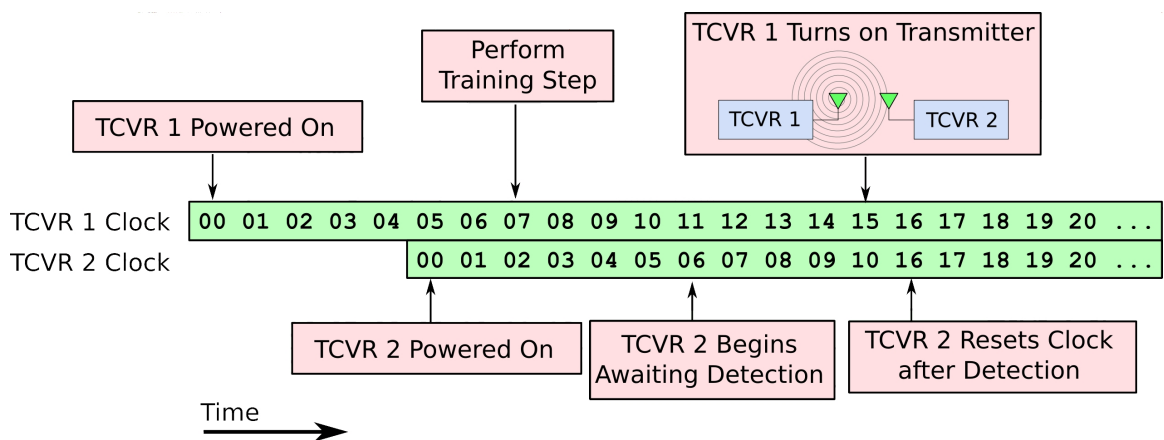 TCVR 1 Turns on Transmitter
TCVR 1
TCVR 2
Perform
Training Step
TCVR 1 Powered On
TCVR 1 Clock 00 01 02 03 04 05 06 07 08 09 10 11 12 13 14 15 16 17 18 19 20 ...
TCVR 2 Clock 00 01 02 03 04 05 06 07 08 09 10 16 17 18 19 20 ...
TCVR 2 Powered On
TCVR 2 Begins
Awaiting Detection
TCVR 2 Resets Clock
after Detection
Time